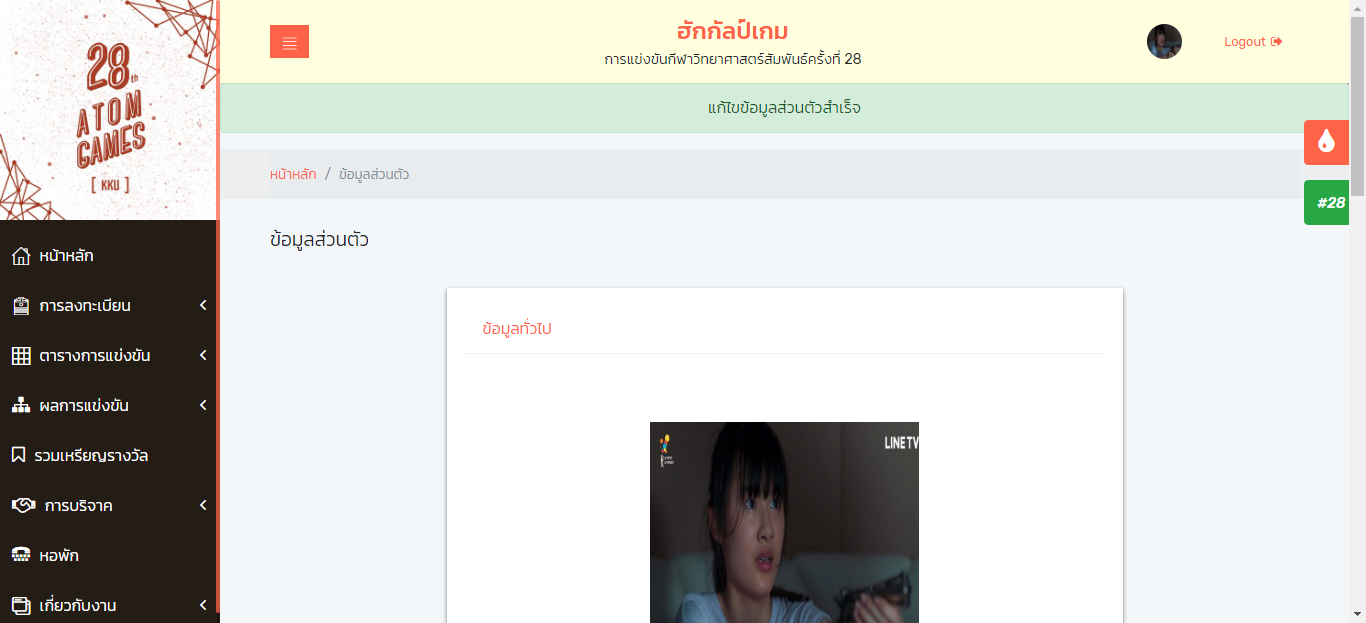 28th
ATOM
GAMES
[ KKU ]
หน้าหลัก
การลงทะเบียน
ตารางการแข่งขัน
ผลการแข่งขัน
รวมเหรียญรางวัล
การบริจาค
หอพัก
เกี่ยวกับงาน
ฮักกัลป์เกม
การแข่งขันกีฬาวิทยาศาสตร์สัมพันธ์ครั้งที่ 28
Logout
แก้ไขข้อมูลส่วนตัวสำเร็จ
หน้าหลัก / ข้อมูลส่วนตัว
#28
ข้อมูลส่วนตัว
ข้อมูลทั่วไป
LINE TV